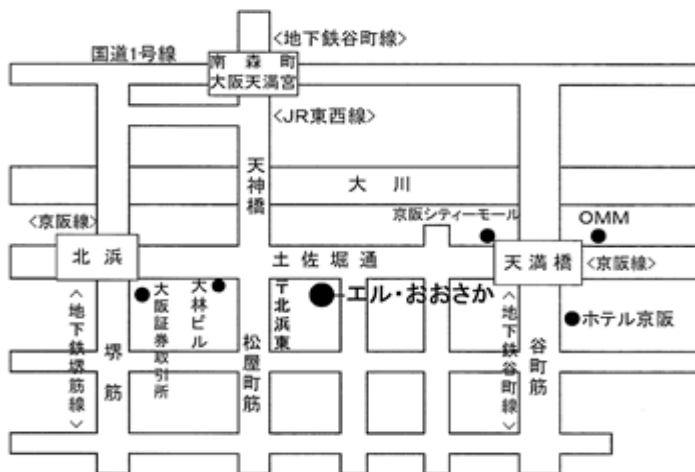 <地下鉄谷町線>
国道1号線
南森町
大阪天満宮
<JR東西線>
天神橋
大川
<京阪線>
京阪シティーモール
OMM
北浜
土佐堀通
天満橋
<京阪線>
大阪証券取引所
大林ビル
〒北浜東
エル・おおさか
ホテル京阪
<地下鉄堺筋線>
堺筋
松屋町筋
<地下鉄谷町線>
谷町筋